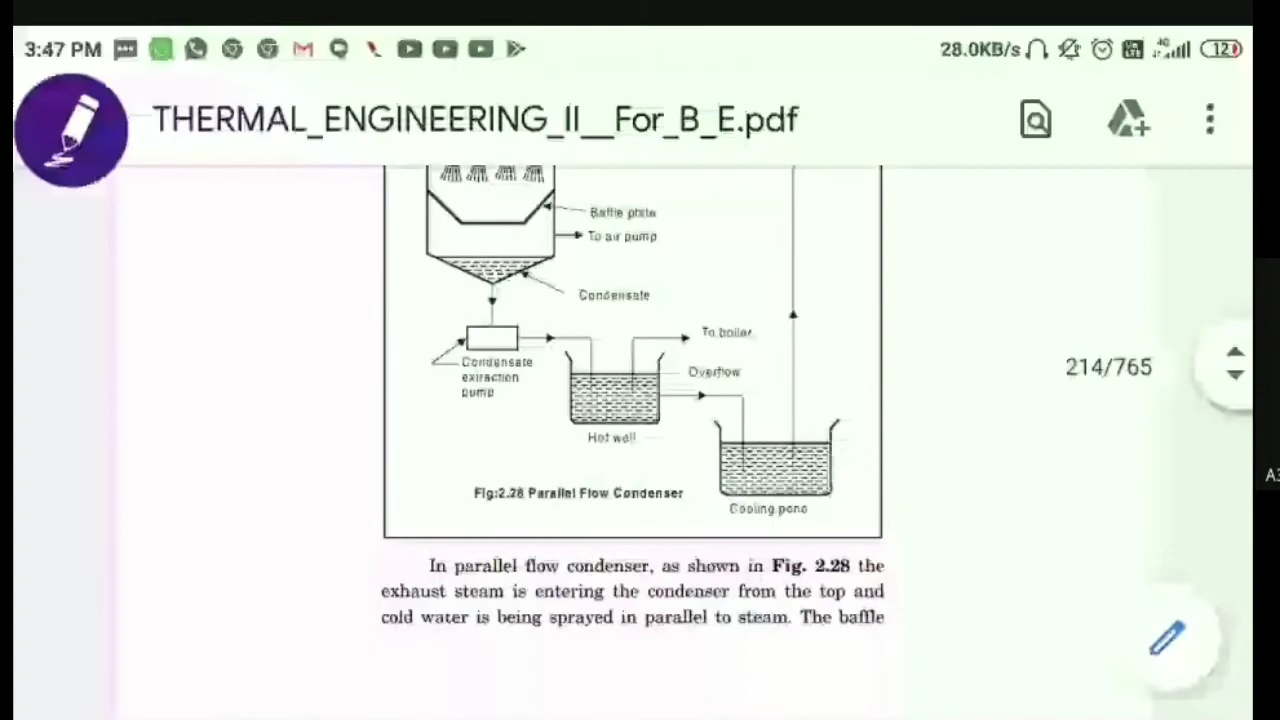 3:47 PM
28.0KB/s
4G
12
THERMAL_ENGINEERING_II__For_B_E.pdf
Baffle plate
To air pump
Condensate
To boiler
Condensate
extraction
pump
Overflow
214/765
Hot well
Fig:2.28 Parallel Flow Condenser
Cooling pond
A3
In parallel flow condenser, as shown in Fig. 2.28 the
exhaust steam is entering the condenser from the top and
cold water is being sprayed in parallel to steam. The baffle